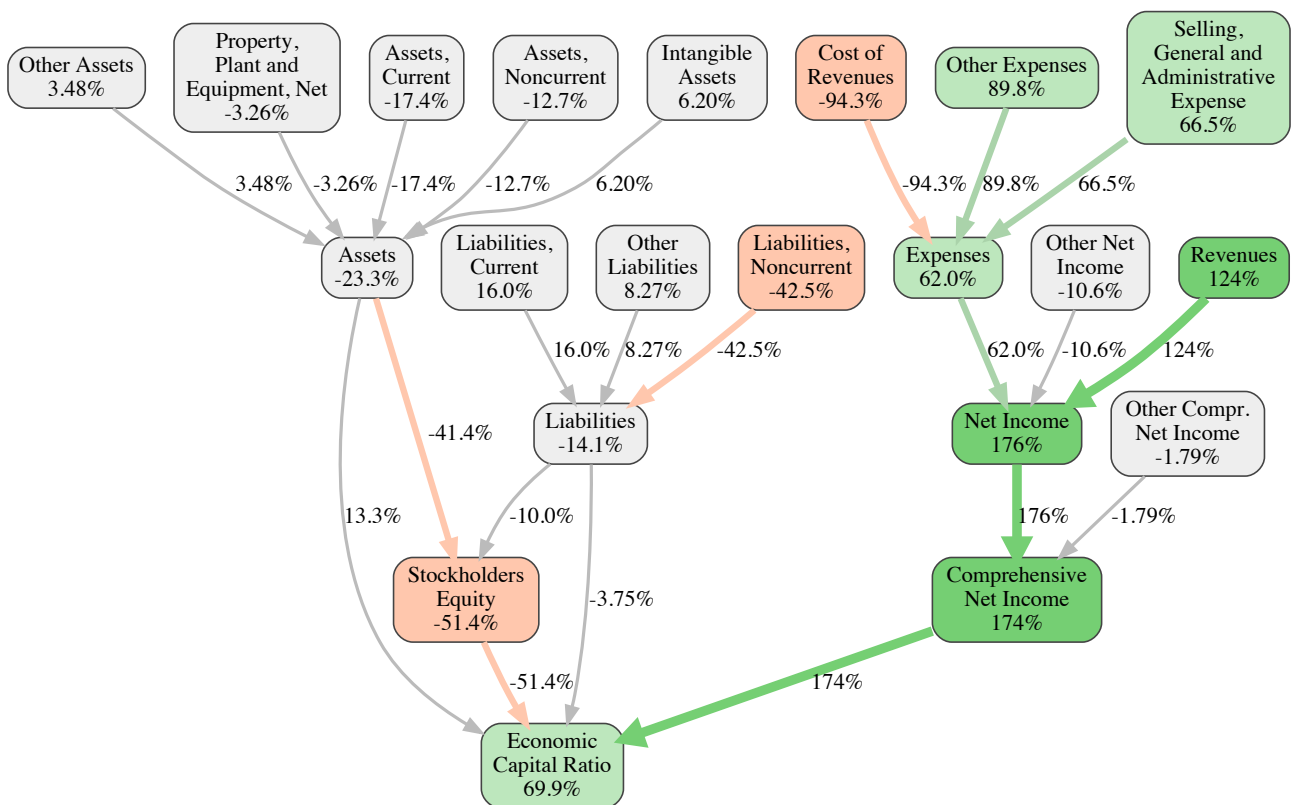 Other Assets
3.48%
Property,
Plant and
Equipment, Net
-3.26%
Assets,
Current
-17.4%
Assets,
Noncurrent
-12.7%
Intangible
Assets
6.20%
Cost of
Revenues
-94.3%
Other Expenses
89.8%
Selling,
General and
Administrative
Expense
66.5%
3.48%
-3.26%
-17.4%
-12.7%
6.20%
-94.3%
89.8%
66.5%
Assets
-23.3%
Liabilities,
Current
16.0%
Other
Liabilities
8.27%
Liabilities,
Noncurrent
-42.5%
Expenses
62.0%
Other Net
Income
-10.6%
Revenues
124%
16.0%
8.27%
-42.5%
62.0%
-10.6%
124%
-41.4%
Liabilities
-14.1%
Net Income
176%
Other Compr.
Net Income
-1.79%
13.3%
-10.0%
176%
-1.79%
Stockholders
Equity
-51.4%
-3.75%
Comprehensive
Net Income
174%
-51.4%
174%
Economic
Capital Ratio
69.9%